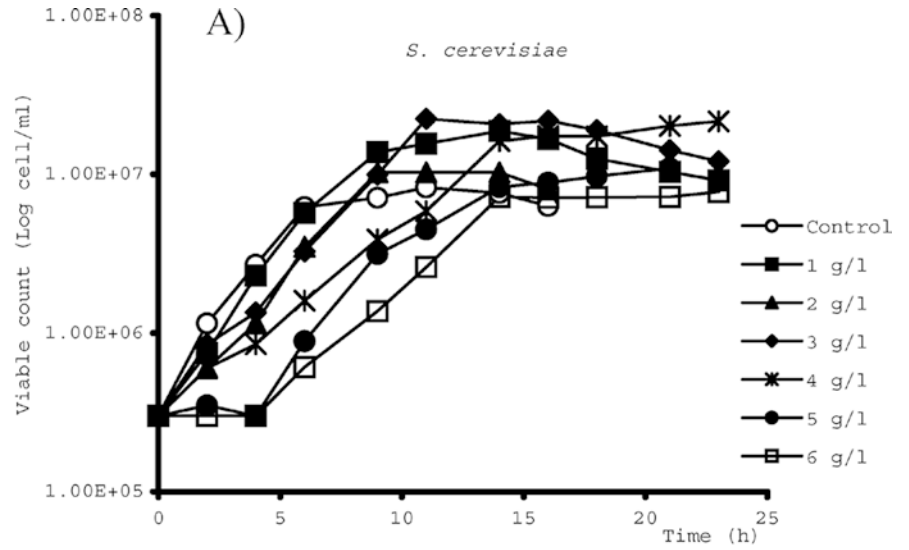 A)
S. cerevisiae
Viable count (Log cell/ml)
1.00E+08
1.00E+07
1.00E+06
1.00E+05
0 5 10 15 20 25
Time (h)
Control
1 g/l
2 g/l
3 g/l
4 g/l
5 g/l
6 g/l